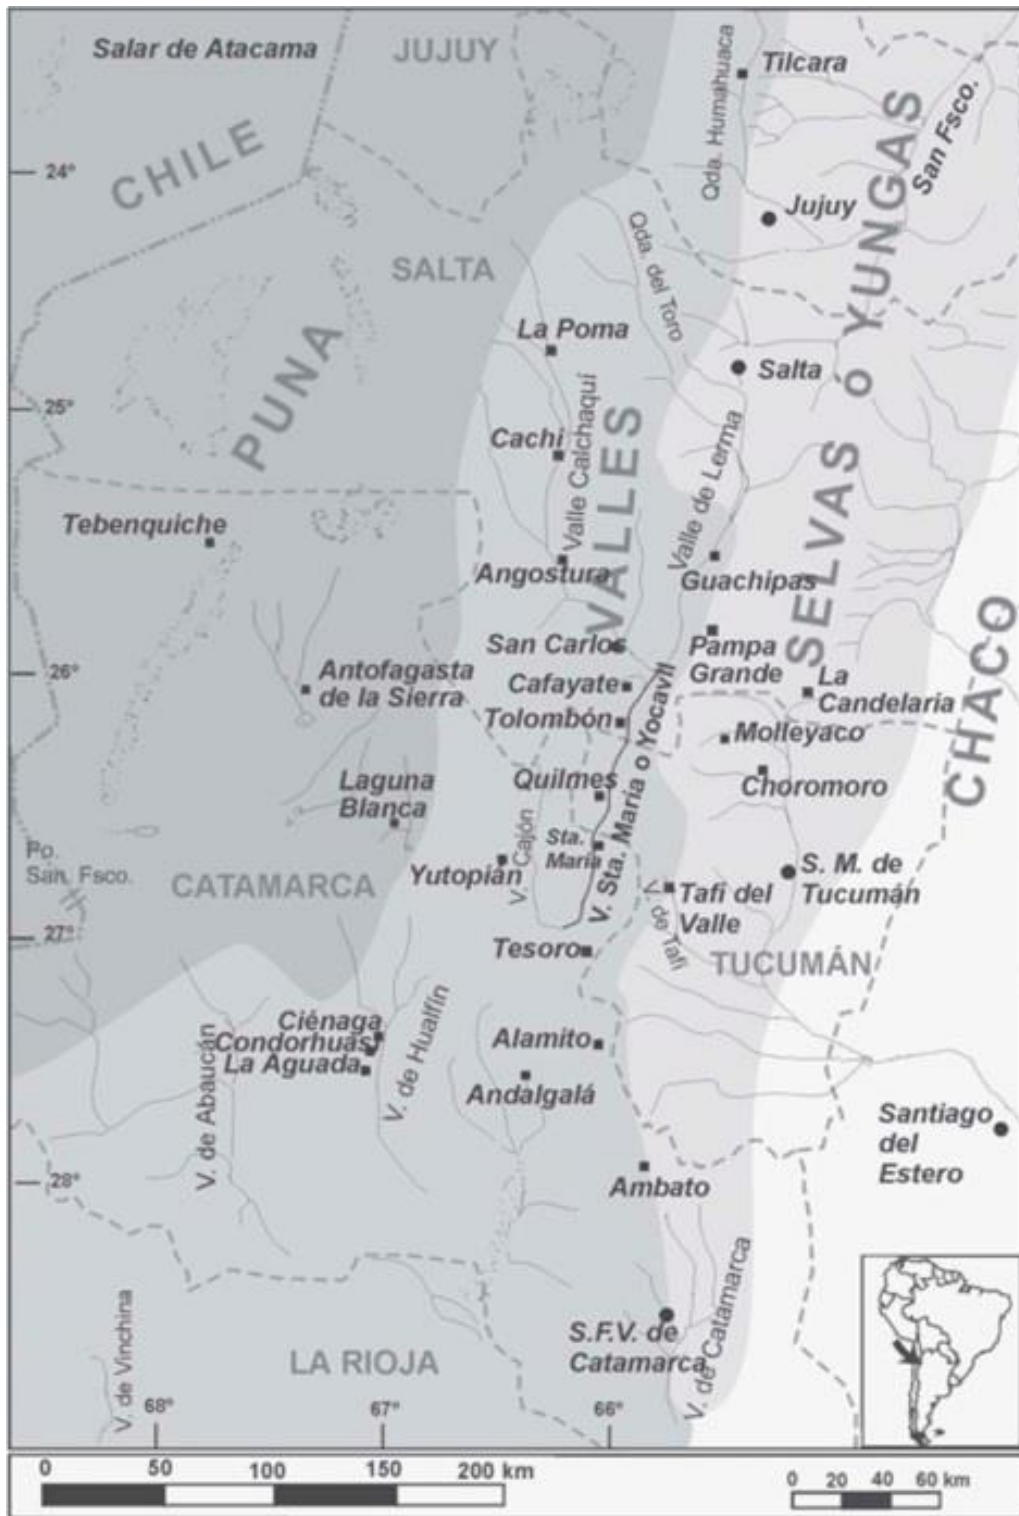 Salar de Atacama
JUJUY
Qda. Humahuaca
Tilcara
San Fsco.
CHILE
24°
Jujuy
SALTA
Qda. del Toro
SELVAS o YUNGAS
PUNA
La Poma
Salta
25°
Cachi
Valle Calchaquí
VALLES
Valle de Lerma
Tebenquiche
Angostura
Guachipas
CHACO
San Carlos
Pampa
Grande
26°
Antofagasta
de la Sierra
Cafayate
La
Candelaria
Tolombón
Molleyaco
V. Sta. María o Yocavil
Laguna
Blanca
Quilmes
Choromoro
Po.
San. Fsco.
V. Cajón
Sta.
María
CATAMARCA
Yutopián
V. de Tafí
Tafí del
Valle
S. M. de
Tucumán
27°
Tesoro
TUCUMÁN
Ciénaga
Condorhuasi
La Aguada
V. de Abaucán
V. de Hualfín
Alamito
Andalgalá
Santiago
del
Estero
28°
Ambato
V. de Vinchina
LA RIOJA
S.F.V. de
Catamarca
V. de Catamarca
68°
67°
66°
0 50 100 150 200 km
0 20 40 60 km